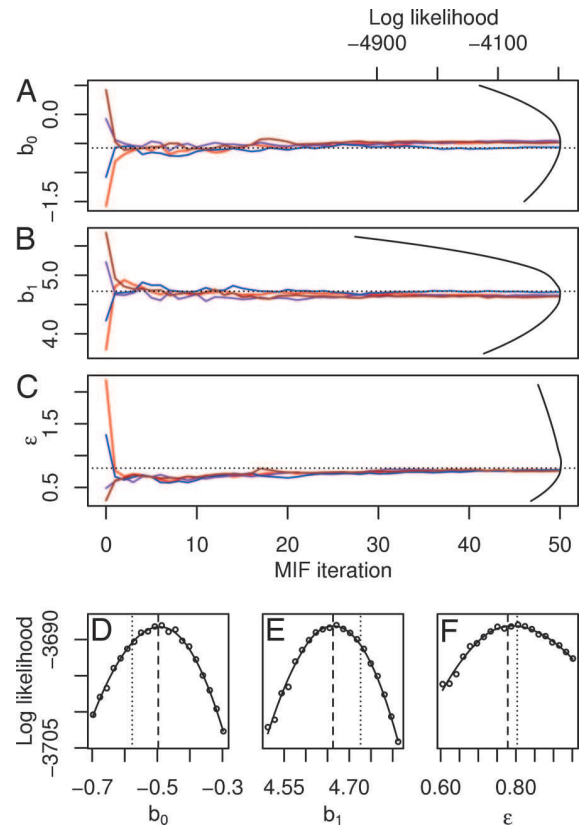 Log likelihood
−4900 −4100
A
b0
0.0
−1.5
B
b1
5.0
4.0
C
ε
1.5
0.5
0 10 20 30 40 50
MIF iteration
Log likelihood
−3690
−3705
D E F
−0.7 −0.5 −0.3 4.55 4.70 0.60 0.80
b0 b1 ε